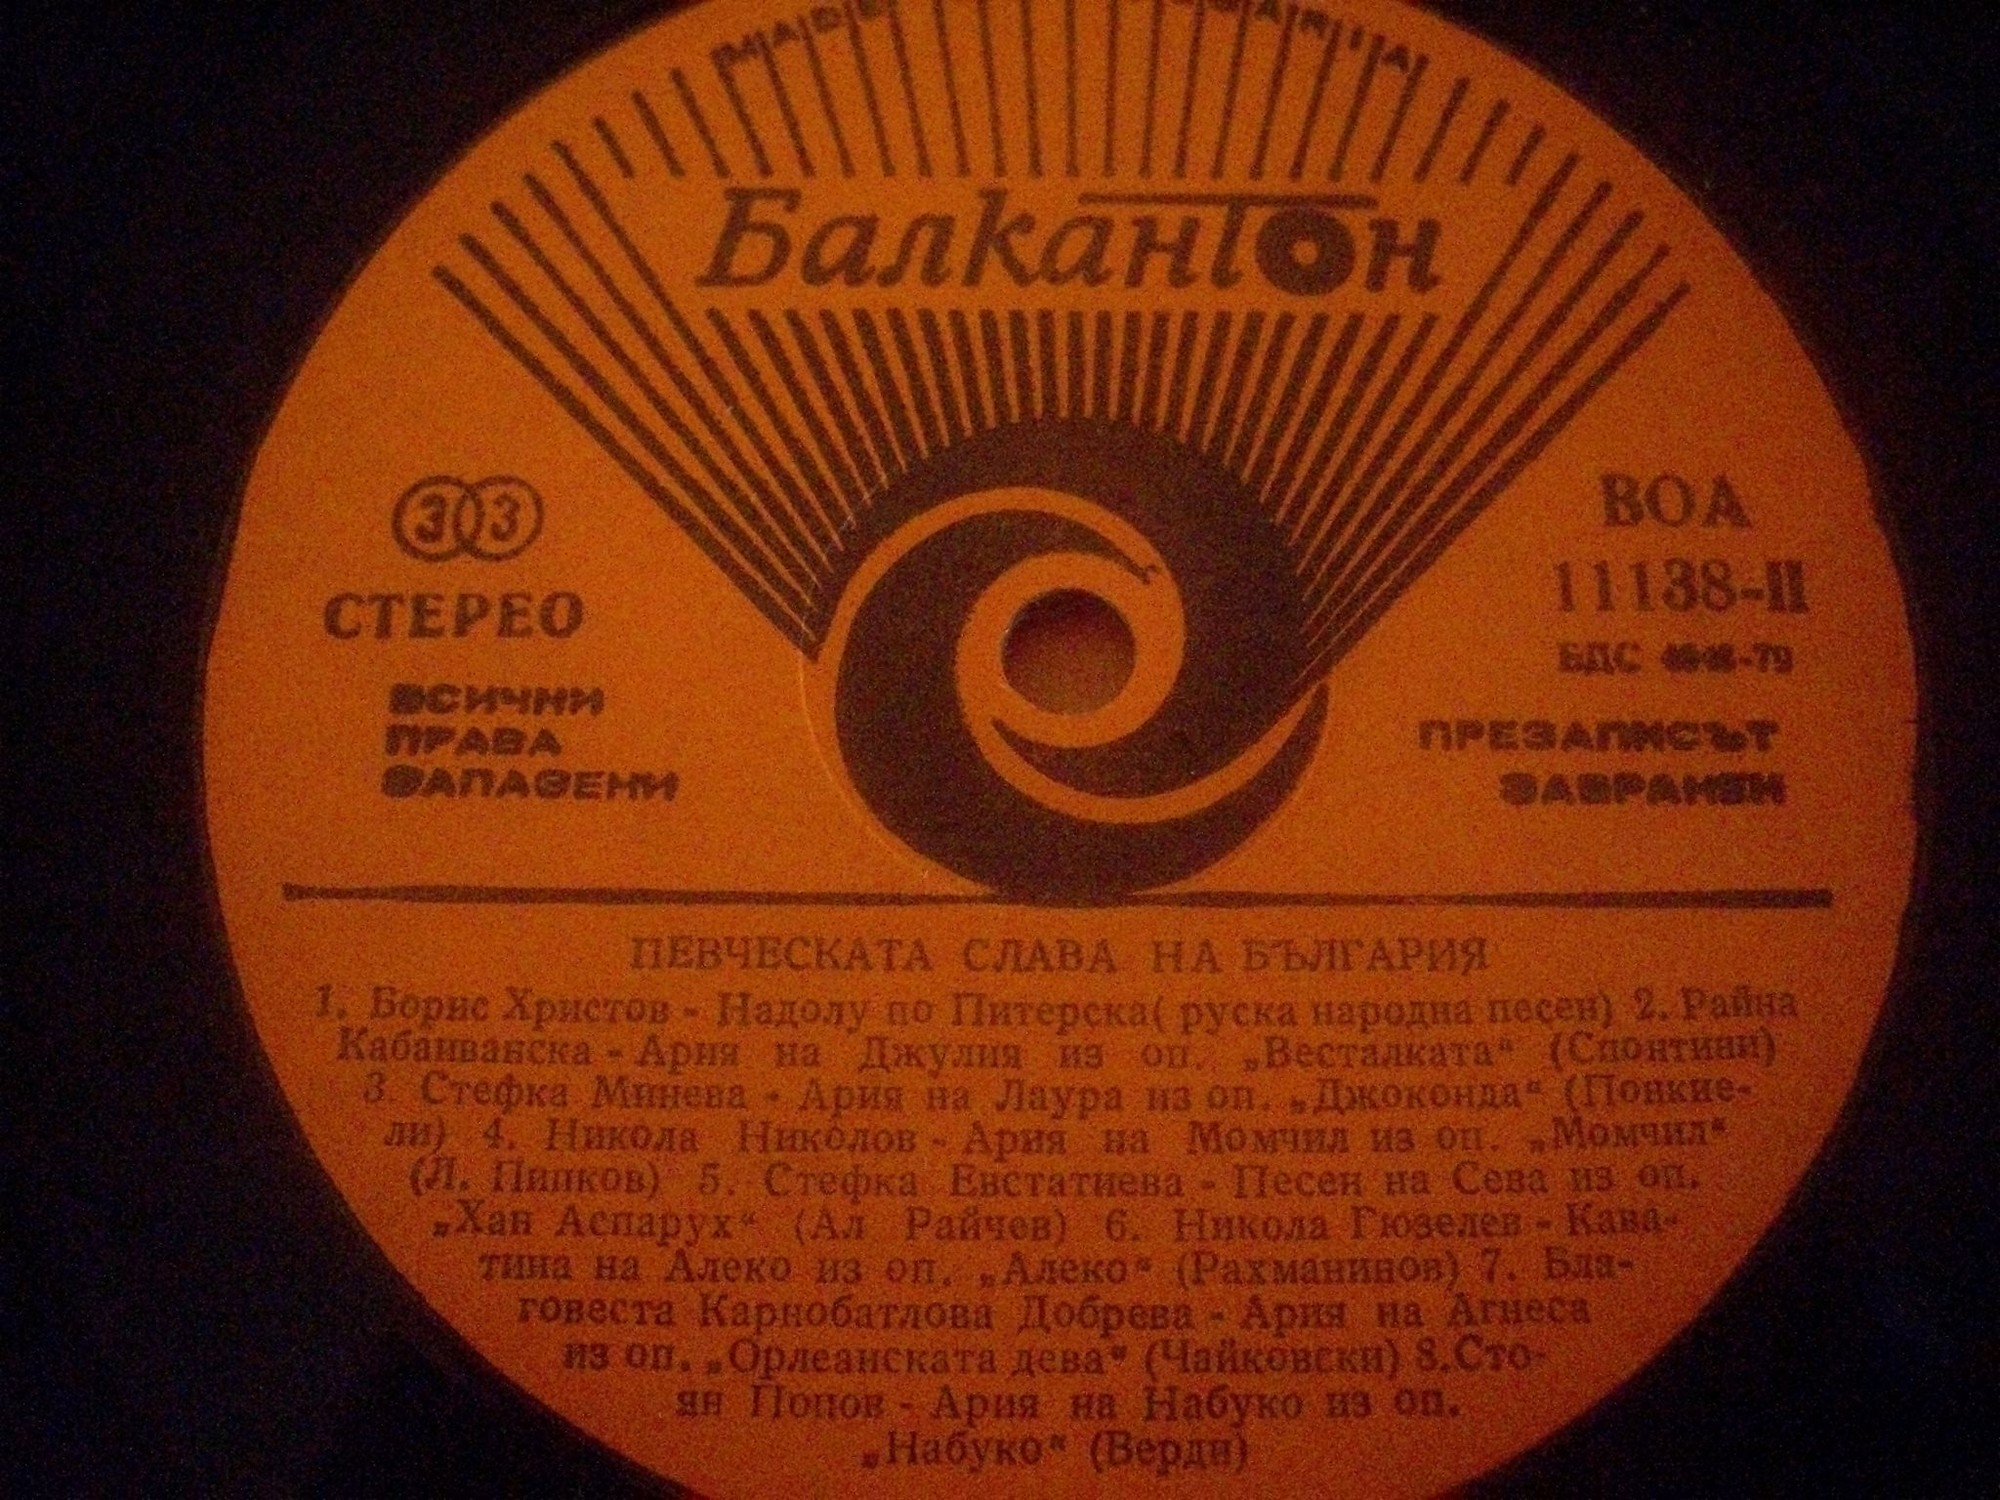 MADE
Балкантон
33
СТЕРЕО
ВСИЧКИ
ПРАВА
ЗАПАЗЕНИ
ВОА
11138-II
БДС
ПРЕЗАПИСЪТ
ЗАБРАНЕН
ПЕВЧЕСКАТА СЛАВА НА БЪЛГАРИЯ
1. Борис Христов - Надолу по Питерска( руска народна песен) 2. Райна
Кабаиванска - Ария на Джулия из оп. „Весталката“ (Спонтини)
3. Стефка Минева - Ария на Лаура из оп. „Джоконда“ (Понкие-
ли) 4. Никола Николов - Ария на Момчил из оп. „Момчил“
(Л. Пипков) 5. Стефка Евстатиева - Песен на Сева из оп.
„Хан Аспарух“ (Ал Райчев) 6. Никола Гюзелев - Кава-
тина на Алеко из оп. „Алеко“ (Рахманинов) 7. Бла-
говеста Карнобатлова Добрева - Ария на Агнеса
из оп. „Орлеанската дева“ (Чайковски) 8.Сто-
ян Попов - Ария на Набуко из оп.
„Набуко“ (Верди)